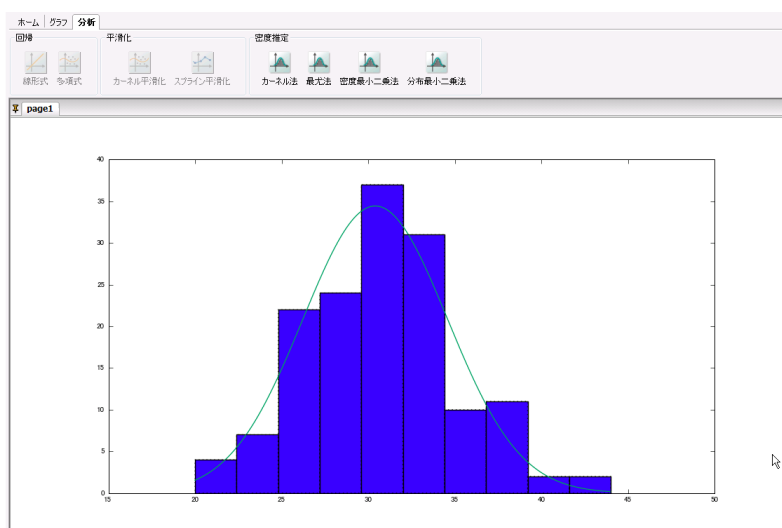 ホーム グラフ 分析
回帰 平滑化 密度推定
線形式 多項式 カーネル平滑化 スプライン平滑化 カーネル法 最尤法 密度最小二乗法 分布最小二乗法
page1
40
35
30
25
20
15
10
5
0
15 20 25 30 35 40 45 50